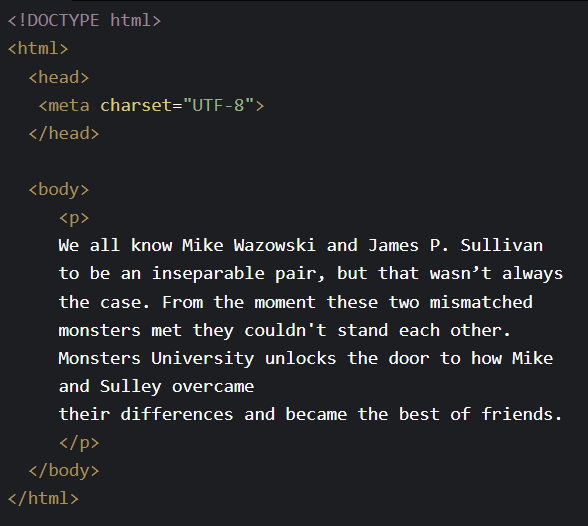 <!DOCTYPE html>
<html>
<head>
<meta charset="UTF-8">
</head>
<body>
<p>
We all know Mike Wazowski and James P. Sullivan
to be an inseparable pair, but that wasn’t always
the case. From the moment these two mismatched
monsters met they couldn't stand each other.
Monsters University unlocks the door to how Mike
and Sulley overcame
their differences and became the best of friends.
</p>
</body>
</html>